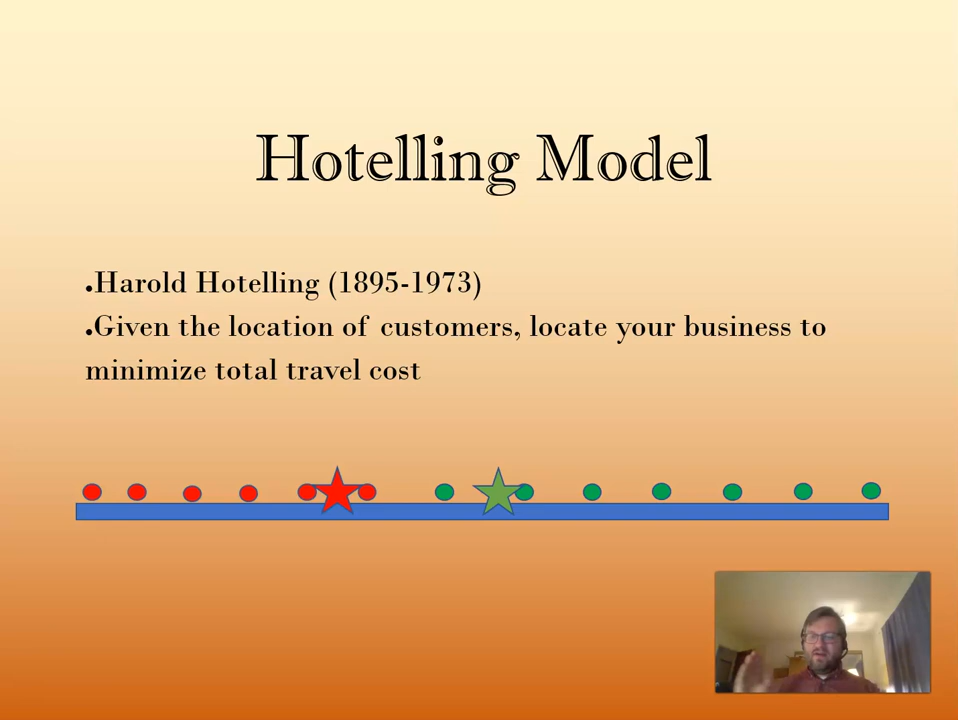 Hotelling Model
●Harold Hotelling (1895-1973)
●Given the location of customers, locate your business to
minimize total travel cost